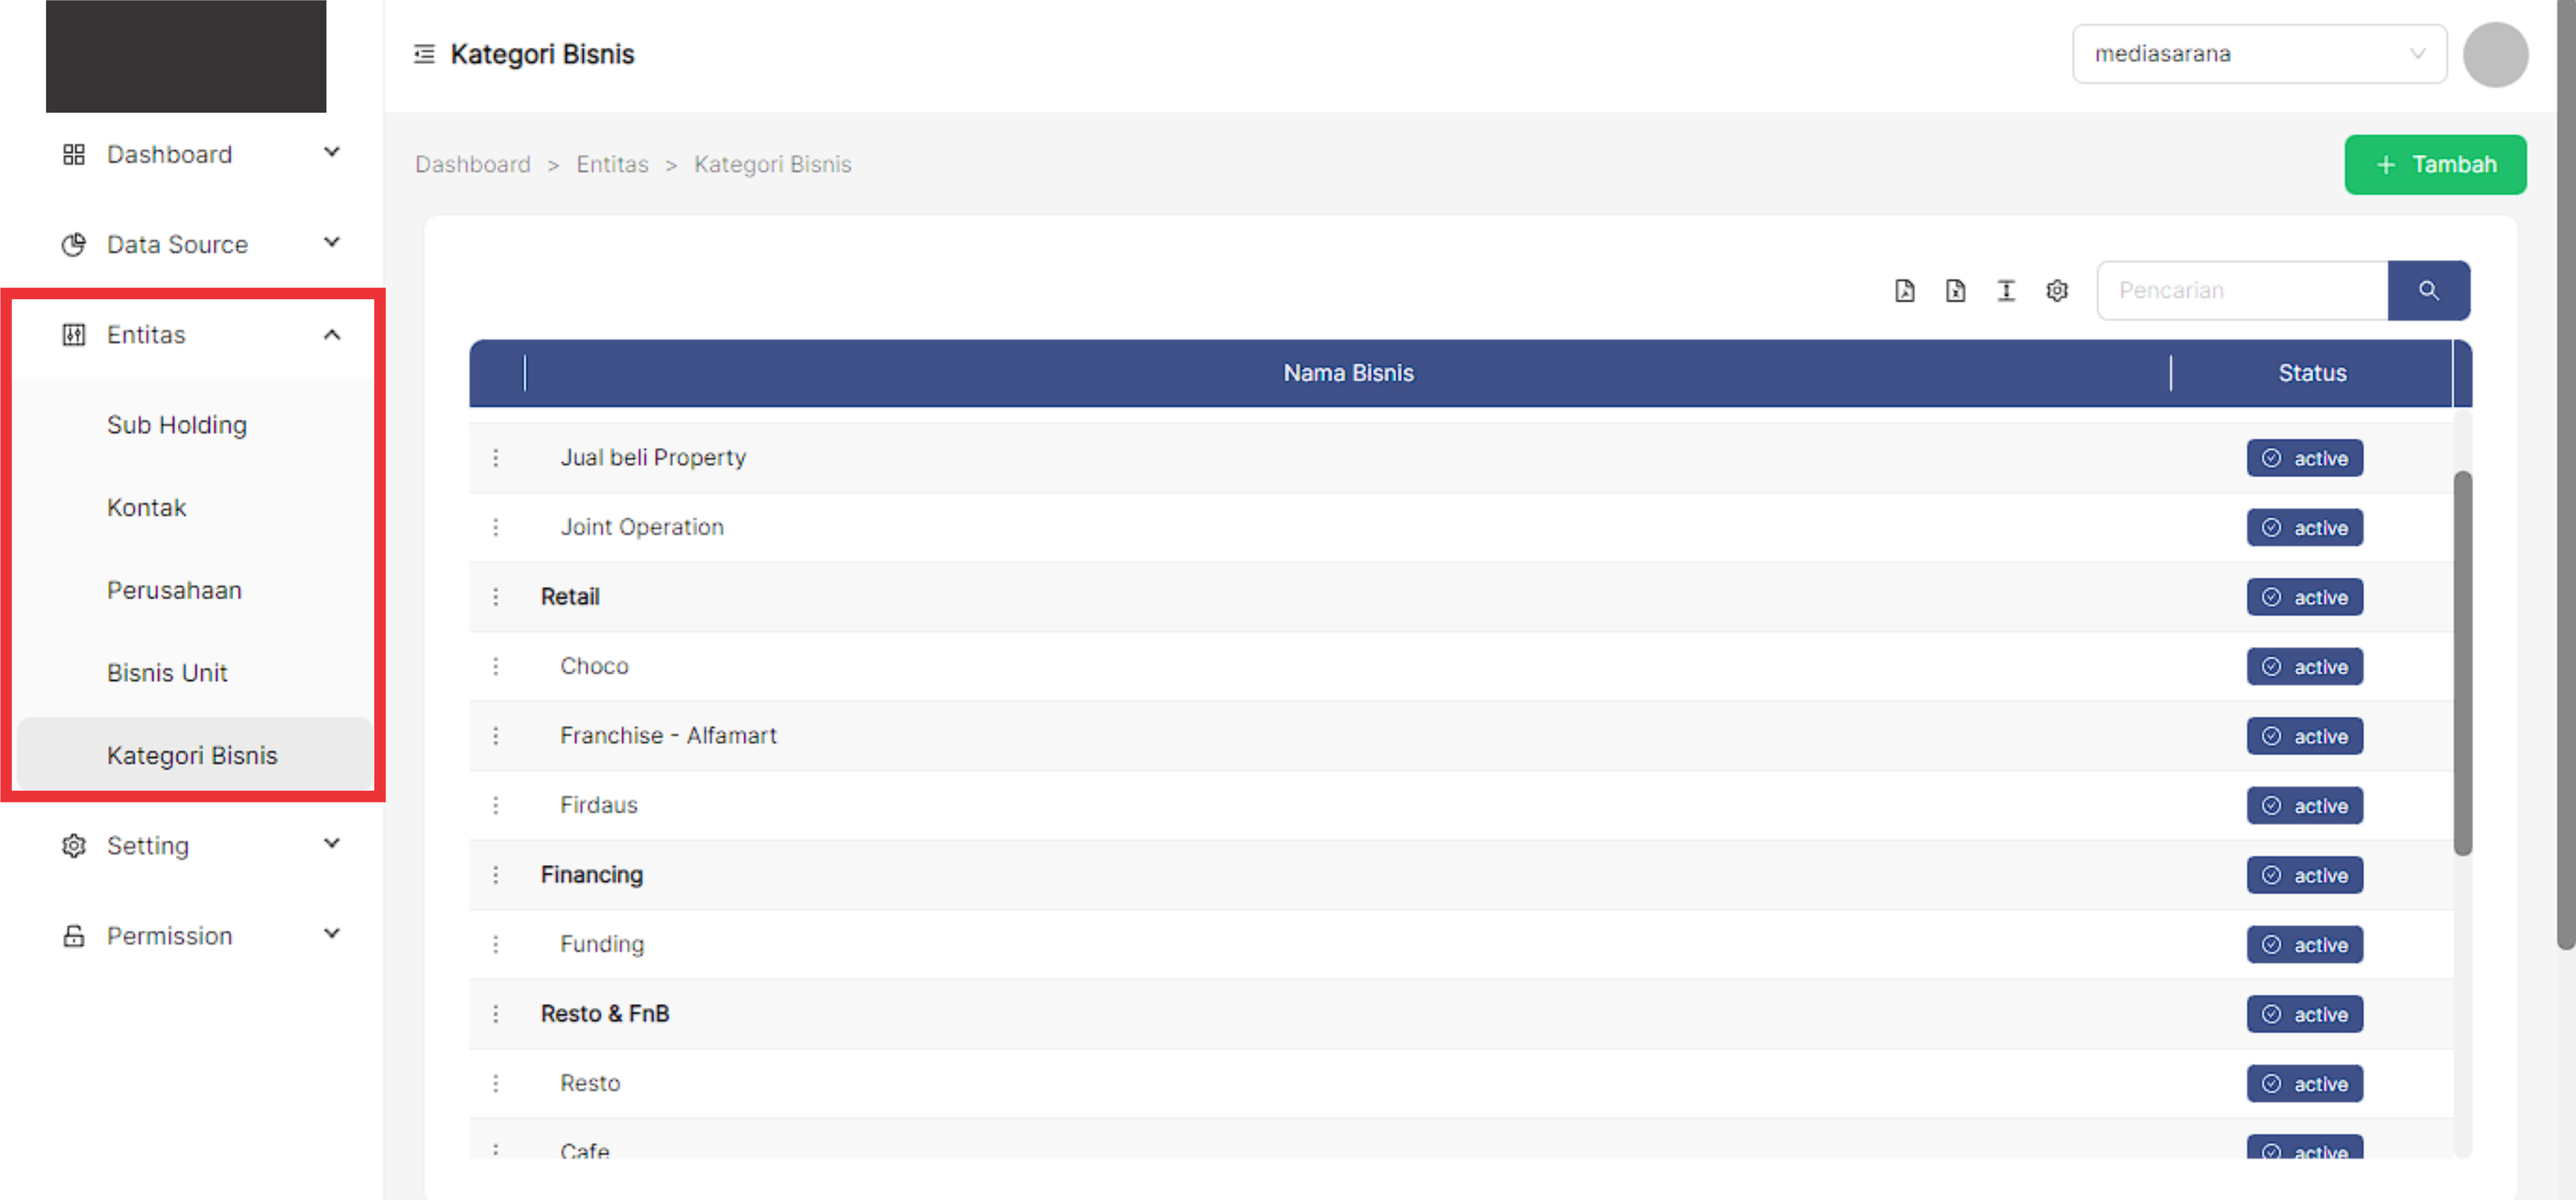 Kategori Bisnis
mediasarana
Dashboard
Data Source
Entitas
Sub Holding
Kontak
Perusahaan
Bisnis Unit
Kategori Bisnis
Setting
Permission
Dashboard > Entitas > Kategori Bisnis
+ Tambah
Pencarian
Nama Bisnis Status
Jual beli Property active
Joint Operation active
Retail active
Choco active
Franchise - Alfamart active
Firdaus active
Financing active
Funding active
Resto & FnB active
Resto active
Cafe active